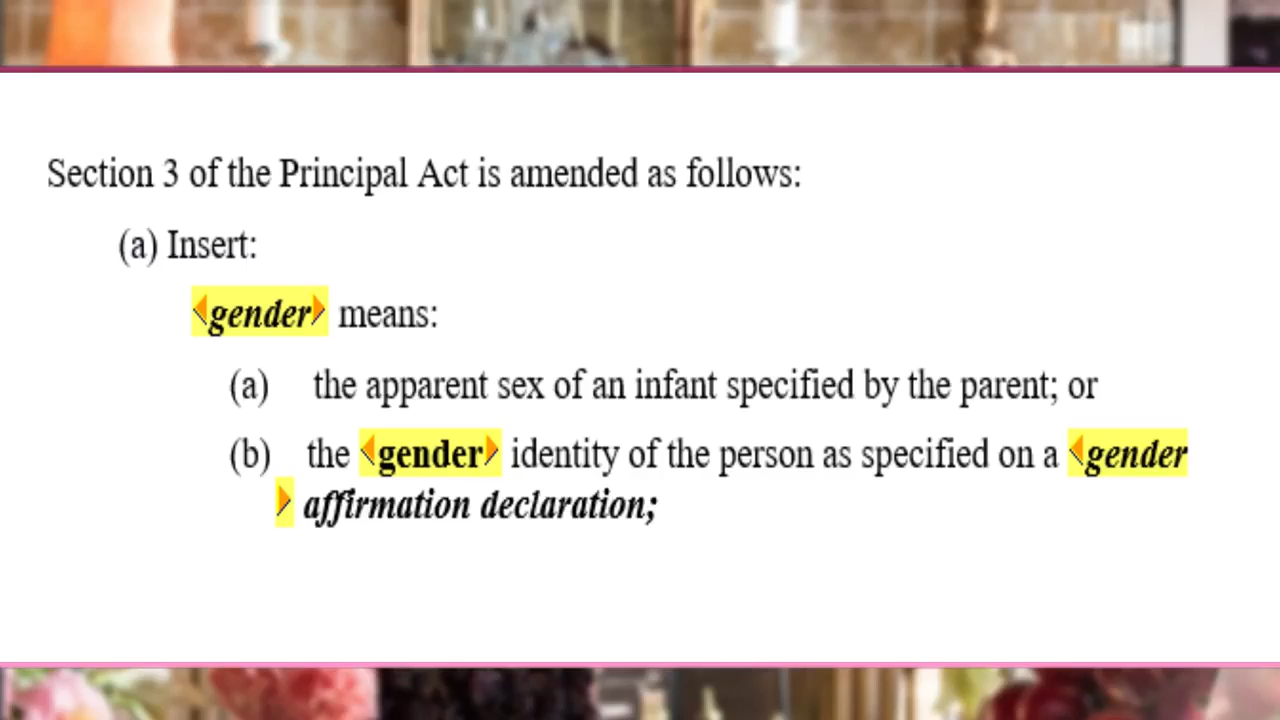 Section 3 of the Principal Act is amended as follows:
(a) Insert:
gender means:
(a) the apparent sex of an infant specified by the parent; or
(b) the gender identity of the person as specified on a gender
affirmation declaration;